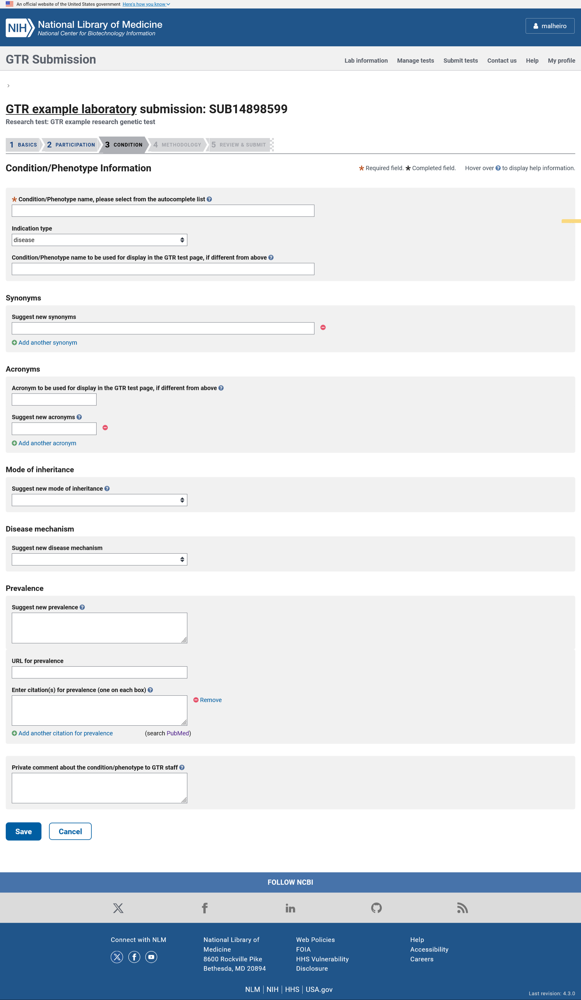 An official website of the United States government Here's how you know
NIH National Library of Medicine
National Center for Biotechnology Information
malheiro
GTR Submission
Lab information Manage tests Submit tests Contact us Help My profile
GTR example laboratory submission: SUB14898599
Research test: GTR example research genetic test
1 BASICS 2 PARTICIPATION 3 CONDITION 4 METHODOLOGY 5 REVIEW & SUBMIT
Condition/Phenotype Information
* Required field. * Completed field. Hover over ? to display help information.
* Condition/Phenotype name, please select from the autocomplete list ?
Indication type
disease
Condition/Phenotype name to be used for display in the GTR test page, if different from above ?
Synonyms
Suggest new synonyms
Add another synonym
Acronyms
Acronym to be used for display in the GTR test page, if different from above ?
Suggest new acronyms ?
Add another acronym
Mode of inheritance
Suggest new mode of inheritance ?
Disease mechanism
Suggest new disease mechanism
Prevalence
Suggest new prevalence ?
URL for prevalence
Enter citation(s) for prevalence (one on each box) ?
Remove
Add another citation for prevalence (search PubMed)
Private comment about the condition/phenotype to GTR staff ?
Save Cancel
FOLLOW NCBI
Connect with NLM
National Library of
Medicine
8600 Rockville Pike
Bethesda, MD 20894
Web Policies
FOIA
HHS Vulnerability
Disclosure
Help
Accessibility
Careers
NLM | NIH | HHS | USA.gov
Last revision: 4.3.0